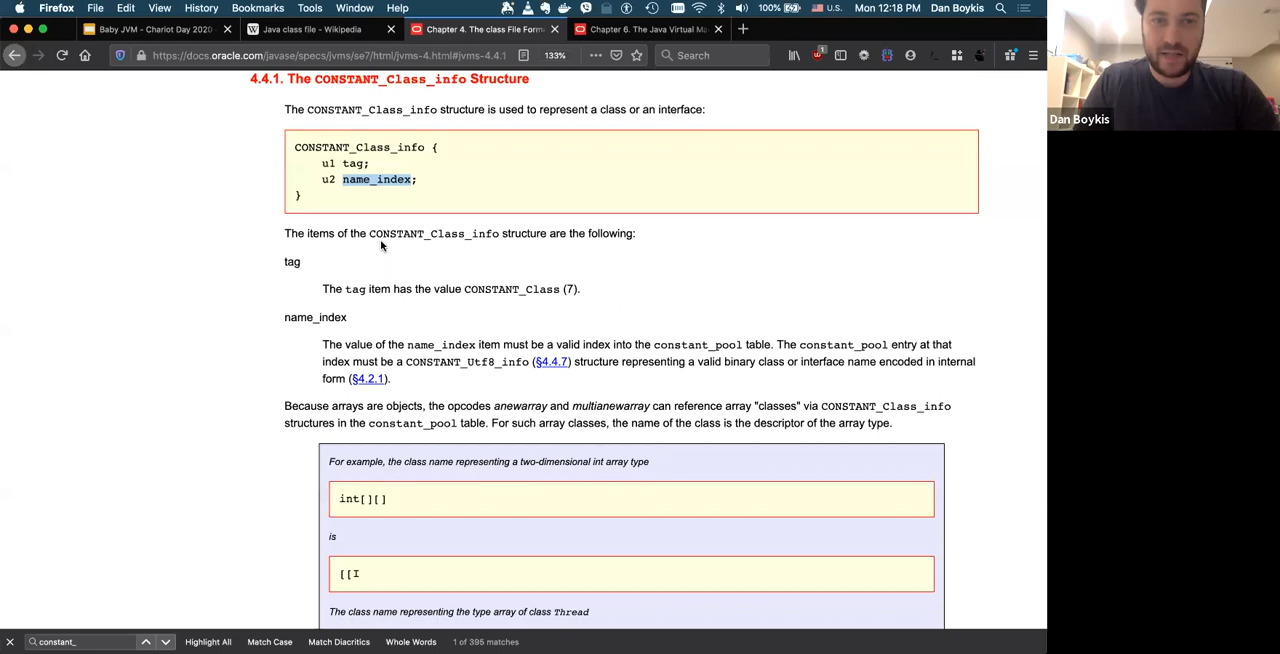 Firefox File Edit View History Bookmarks Tools Window Help 100% U.S. Mon 12:18 PM Dan Boykis
Baby JVM - Chariot Day 2020 Java class file - Wikipedia Chapter 4. The class File Form Chapter 6. The Java Virtual Ma
https://docs.oracle.com/javase/specs/se7/html/jvms-4.html#jvms-4.4.1 133% Search
4.4.1. The CONSTANT_Class_info Structure
The CONSTANT_Class_info structure is used to represent a class or an interface:
CONSTANT_Class_info {
u1 tag;
u2 name_index;
}
The items of the CONSTANT_Class_info structure are the following:
tag
The tag item has the value CONSTANT_Class (7).
name_index
The value of the name_index item must be a valid index into the constant_pool table. The constant_pool entry at that
index must be a CONSTANT_Utf8_info (§4.4.7) structure representing a valid binary class or interface name encoded in internal
form (§4.2.1).
Because arrays are objects, the opcodes anewarray and multianewarray can reference array "classes" via CONSTANT_Class_info
structures in the constant_pool table. For such array classes, the name of the class is the descriptor of the array type.
For example, the class name representing a two-dimensional int array type
int[][]
is
[[I
The class name representing the type array of class Thread
constant_ Highlight All Match Case Match Diacritics Whole Words 1 of 395 matches
Dan Boykis